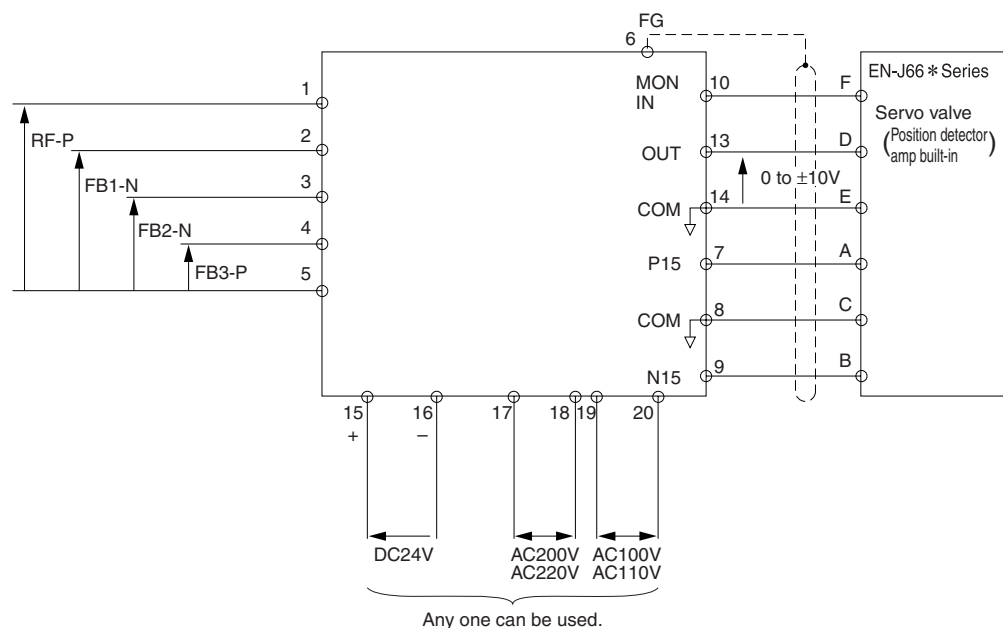 FG
6
1
RF-P
2
FB1-N
3
FB2-N
4
FB3-P
5
MON
IN
10
F
OUT
13
D
0 to ±10V
COM
14
E
P15
7
A
COM
8
C
N15
9
B
EN-J66＊Series
Servo valve
(Position detector
amp built-in)
15
16
17
18
19
20
+
−
DC24V
AC200V
AC220V
AC100V
AC110V
Any one can be used.